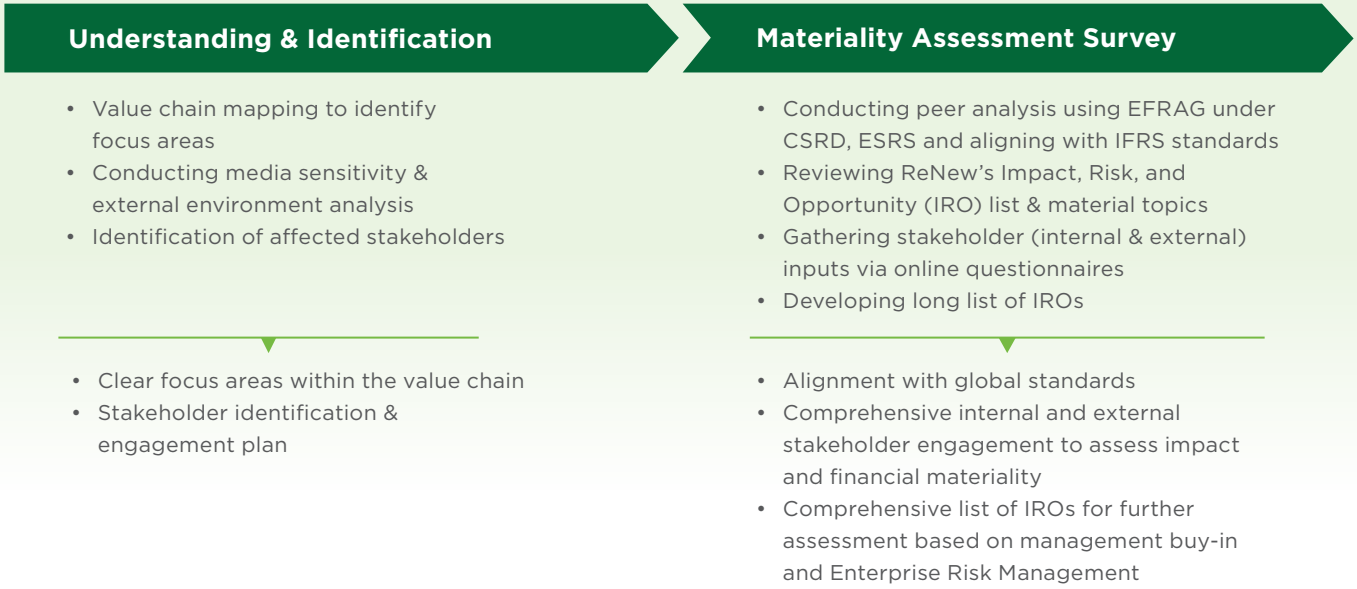 Understanding & Identification
• Value chain mapping to identify
focus areas
• Conducting media sensitivity &
external environment analysis
• Identification of affected stakeholders
• Clear focus areas within the value chain
• Stakeholder identification &
engagement plan
Materiality Assessment Survey
• Conducting peer analysis using EFRAG under
CSRD, ESRS and aligning with IFRS standards
• Reviewing ReNew’s Impact, Risk, and
Opportunity (IRO) list & material topics
• Gathering stakeholder (internal & external)
inputs via online questionnaires
• Developing long list of IROs
• Alignment with global standards
• Comprehensive internal and external
stakeholder engagement to assess impact
and financial materiality
• Comprehensive list of IROs for further
assessment based on management buy-in
and Enterprise Risk Management